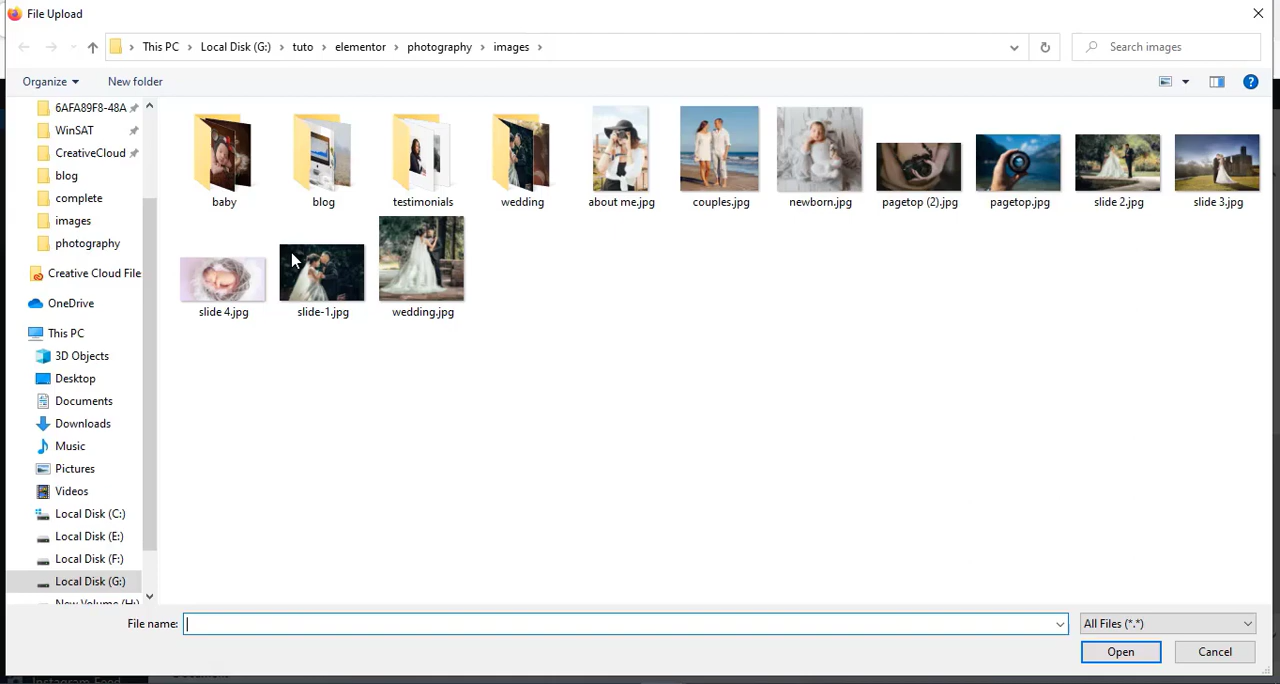 File Upload
This PC > Local Disk (G:) > tuto > elementor > photography > images >
Search images
Organize
New folder
6AFA89F8-48A
WinSAT
CreativeCloud
blog
complete
images
photography
Creative Cloud File
OneDrive
This PC
3D Objects
Desktop
Documents
Downloads
Music
Pictures
Videos
Local Disk (C:)
Local Disk (E:)
Local Disk (F:)
Local Disk (G:)
New Volume (H:)
baby
blog
testimonials
wedding
about me.jpg
couples.jpg
newborn.jpg
pagetop (2).jpg
pagetop.jpg
slide 2.jpg
slide 3.jpg
slide 4.jpg
slide-1.jpg
wedding.jpg
File name:
All Files (*.*)
Open
Cancel
Instagram Feed